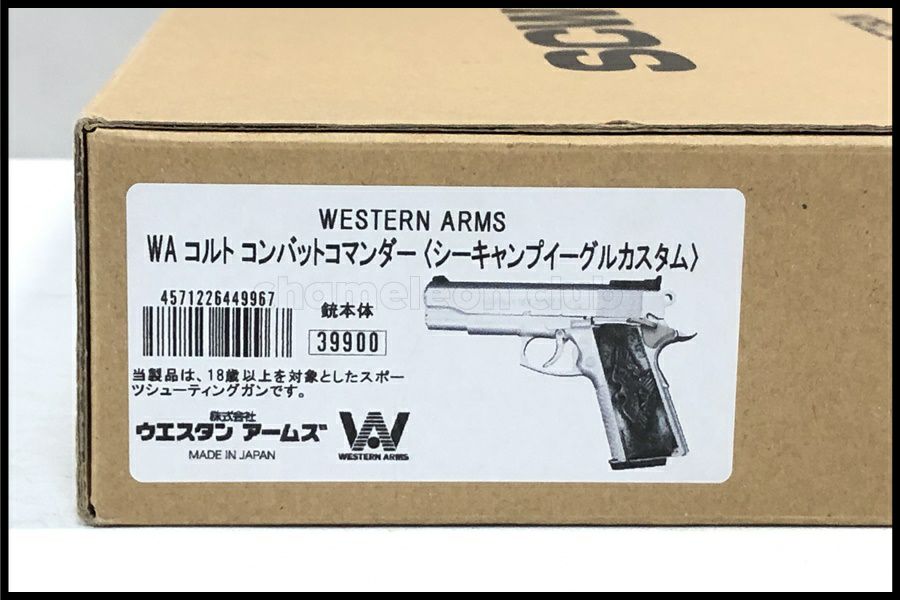 SCW
WESTERN ARMS
WA コルト コンバットコマンダー〈シーキャンプイーグルカスタム〉
chameleon club
4571226449967
銃本体
39900
当製品は、18歳以上を対象としたスポー
ツシューティングガンです。
株式会社
ウエスタン アームズ
MADE IN JAPAN
WESTERN ARMS